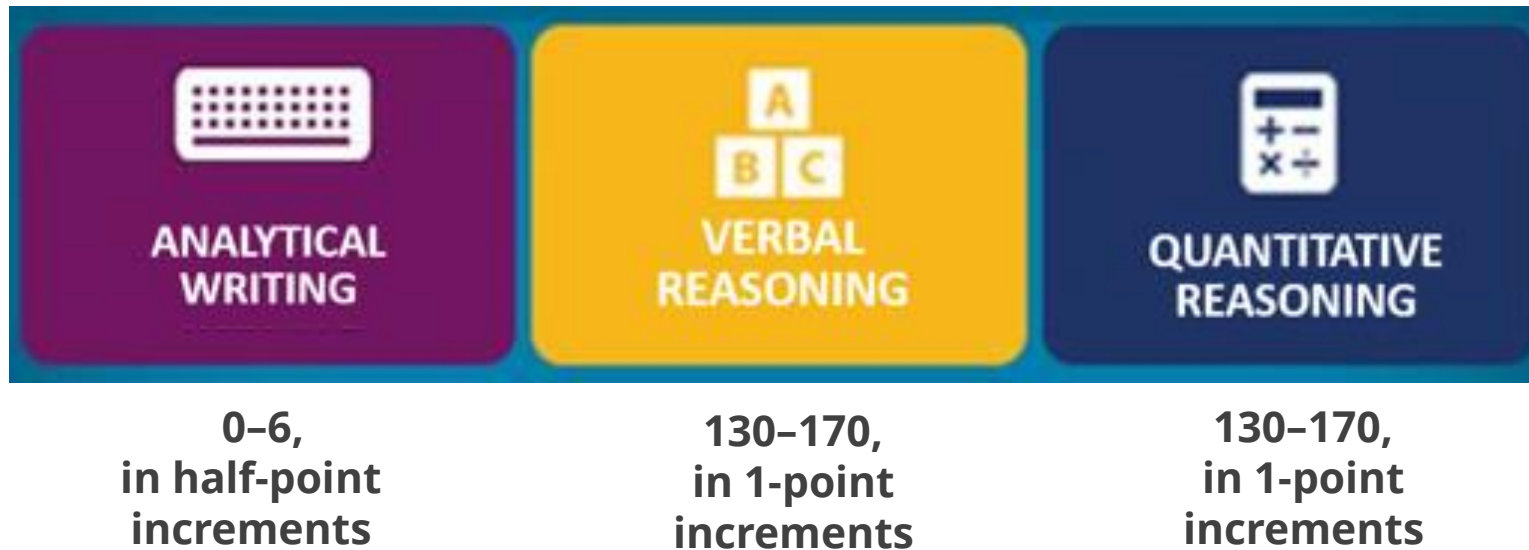 ANALYTICAL
WRITING
A
B C
VERBAL
REASONING
+ −
× ÷
QUANTITATIVE
REASONING
0–6,
in half-point
increments
130–170,
in 1-point
increments
130–170,
in 1-point
increments